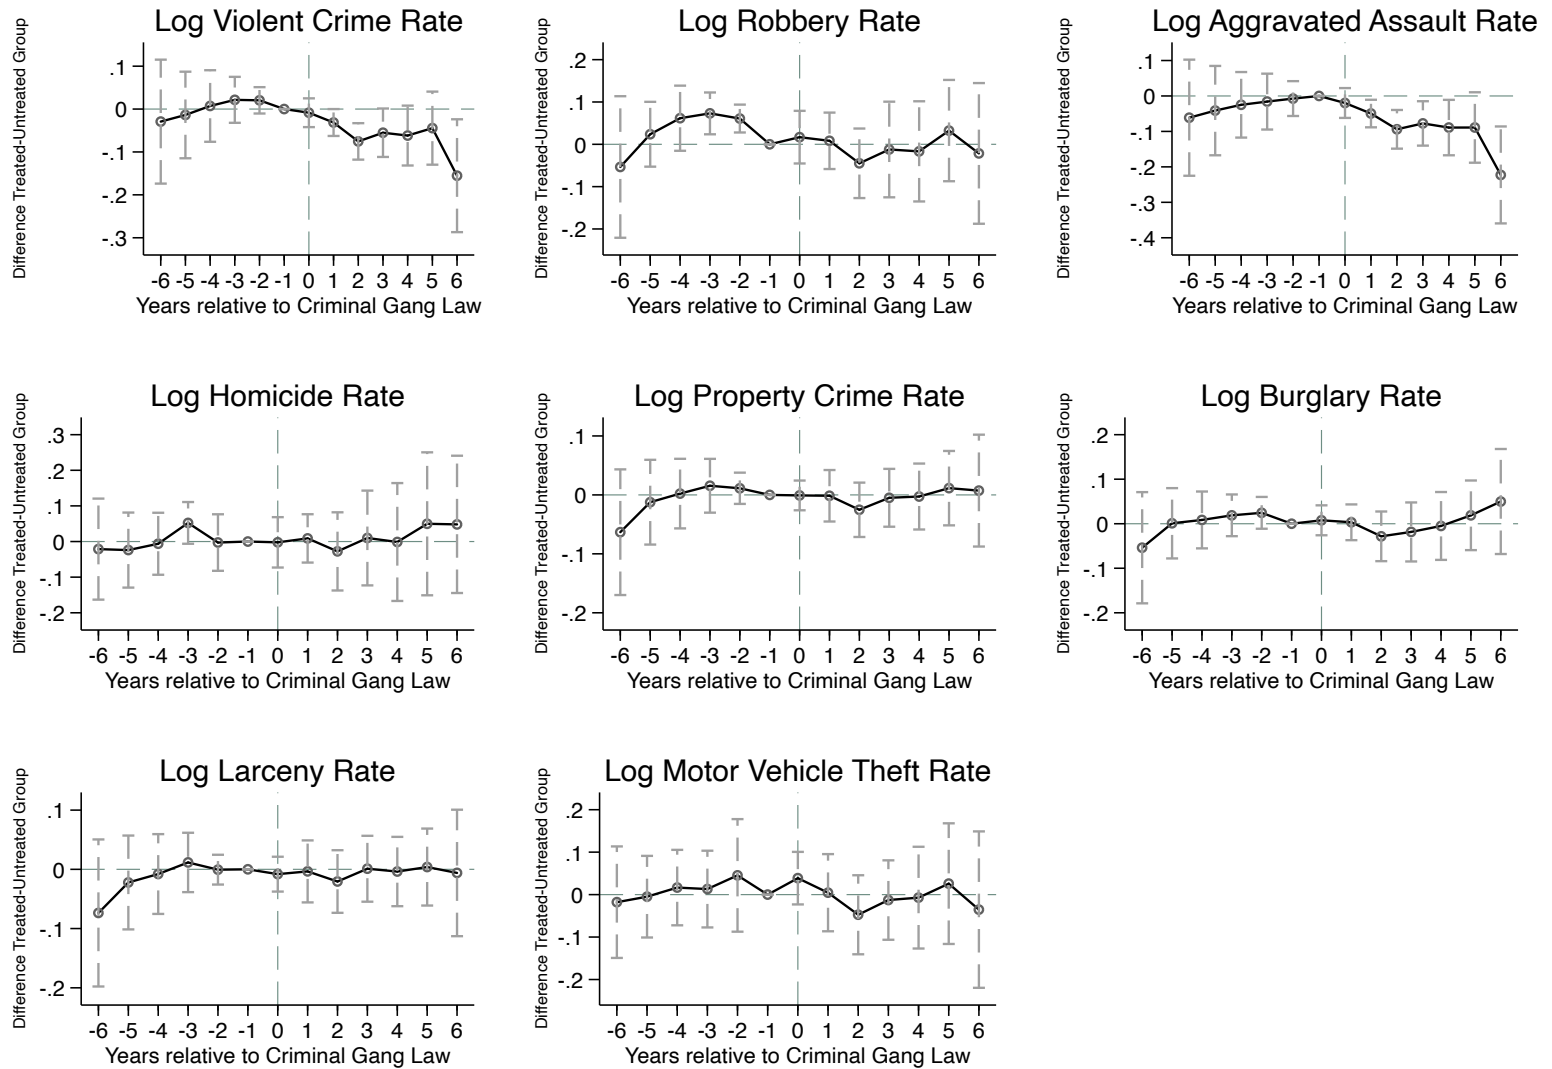 Log Violent Crime Rate
Difference Treated-Untreated Group
.1
0
-.1
-.2
-.3
-6 -5 -4 -3 -2 -1 0 1 2 3 4 5 6
Years relative to Criminal Gang Law
Log Robbery Rate
Difference Treated-Untreated Group
.2
.1
0
-.1
-.2
-6 -5 -4 -3 -2 -1 0 1 2 3 4 5 6
Years relative to Criminal Gang Law
Log Aggravated Assault Rate
Difference Treated-Untreated Group
.1
0
-.1
-.2
-.3
-.4
-6 -5 -4 -3 -2 -1 0 1 2 3 4 5 6
Years relative to Criminal Gang Law
Log Homicide Rate
Difference Treated-Untreated Group
.3
.2
.1
0
-.1
-.2
-6 -5 -4 -3 -2 -1 0 1 2 3 4 5 6
Years relative to Criminal Gang Law
Log Property Crime Rate
Difference Treated-Untreated Group
.1
0
-.1
-.2
-6 -5 -4 -3 -2 -1 0 1 2 3 4 5 6
Years relative to Criminal Gang Law
Log Burglary Rate
Difference Treated-Untreated Group
.2
.1
0
-.1
-.2
-6 -5 -4 -3 -2 -1 0 1 2 3 4 5 6
Years relative to Criminal Gang Law
Log Larceny Rate
Difference Treated-Untreated Group
.1
0
-.1
-.2
-6 -5 -4 -3 -2 -1 0 1 2 3 4 5 6
Years relative to Criminal Gang Law
Log Motor Vehicle Theft Rate
Difference Treated-Untreated Group
.2
.1
0
-.1
-.2
-6 -5 -4 -3 -2 -1 0 1 2 3 4 5 6
Years relative to Criminal Gang Law